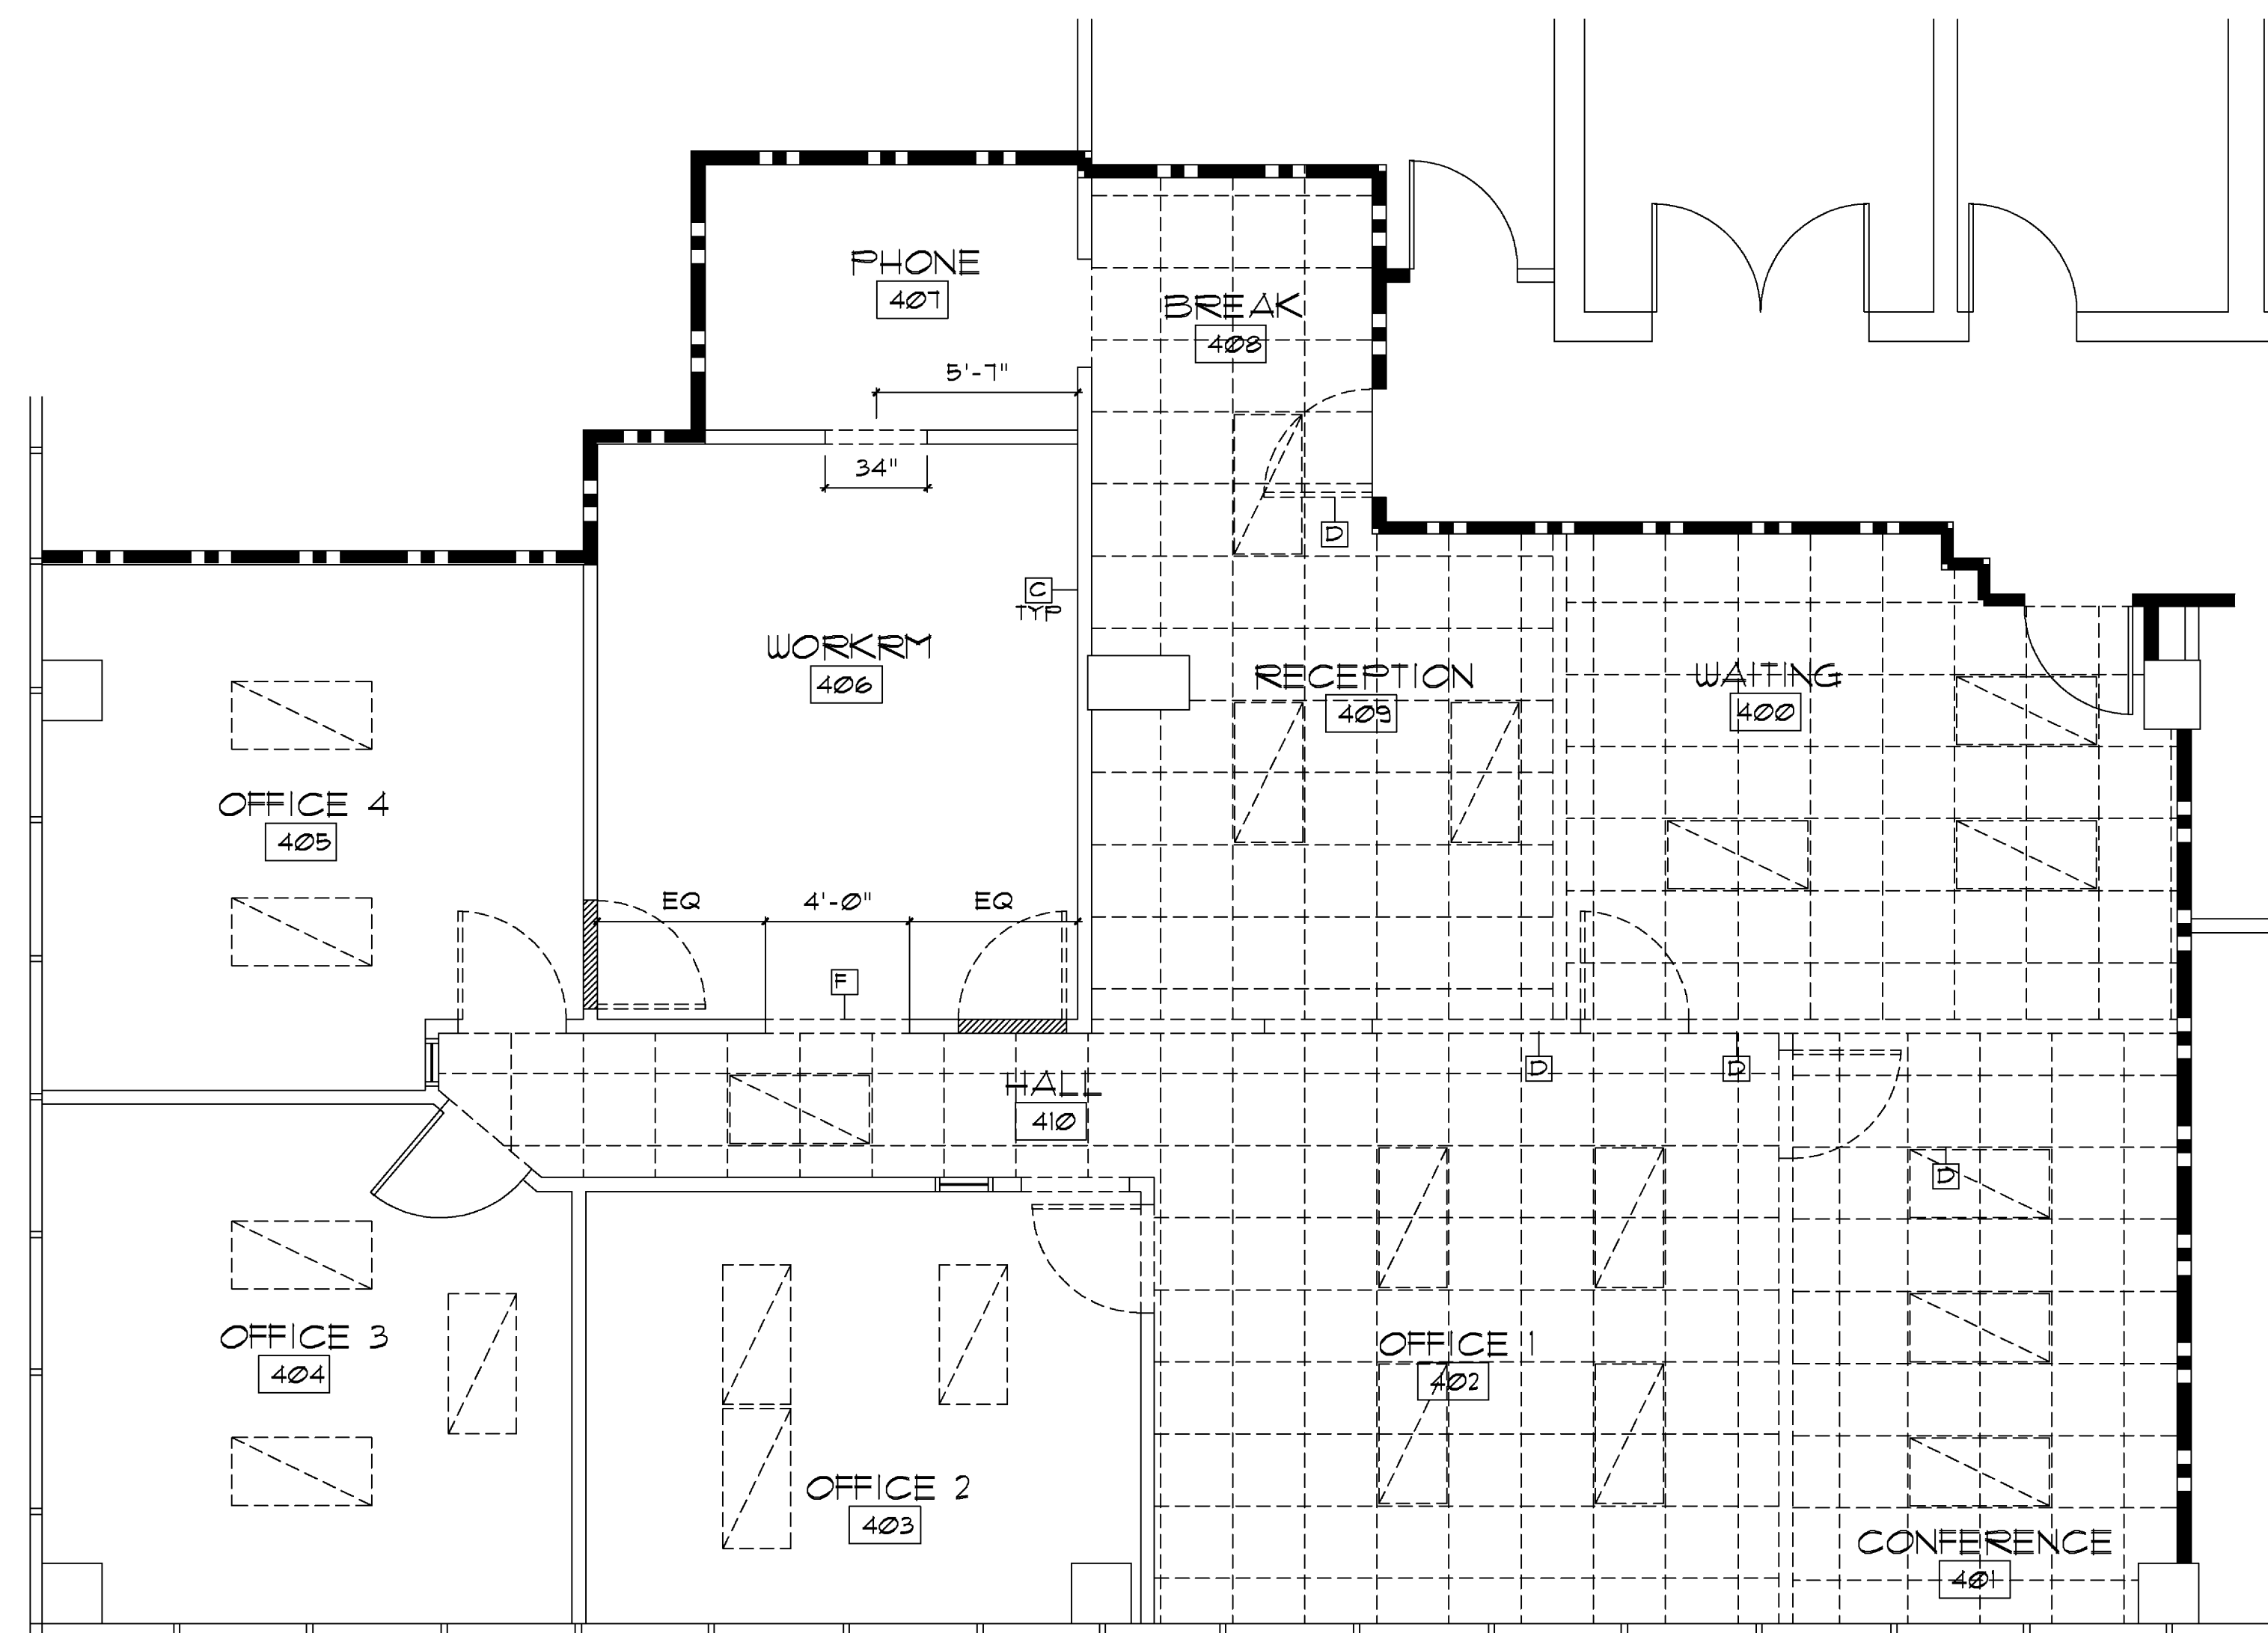 PHONE
407
BREAK
408
5'-7"
34"
D
C
TYP
WORKRM
406
RECEPTION
409
WAITING
400
OFFICE 4
405
EQ
4'-0"
EQ
F
HALL
410
D
D
D
OFFICE 3
404
OFFICE 1
402
OFFICE 2
403
CONFERENCE
401